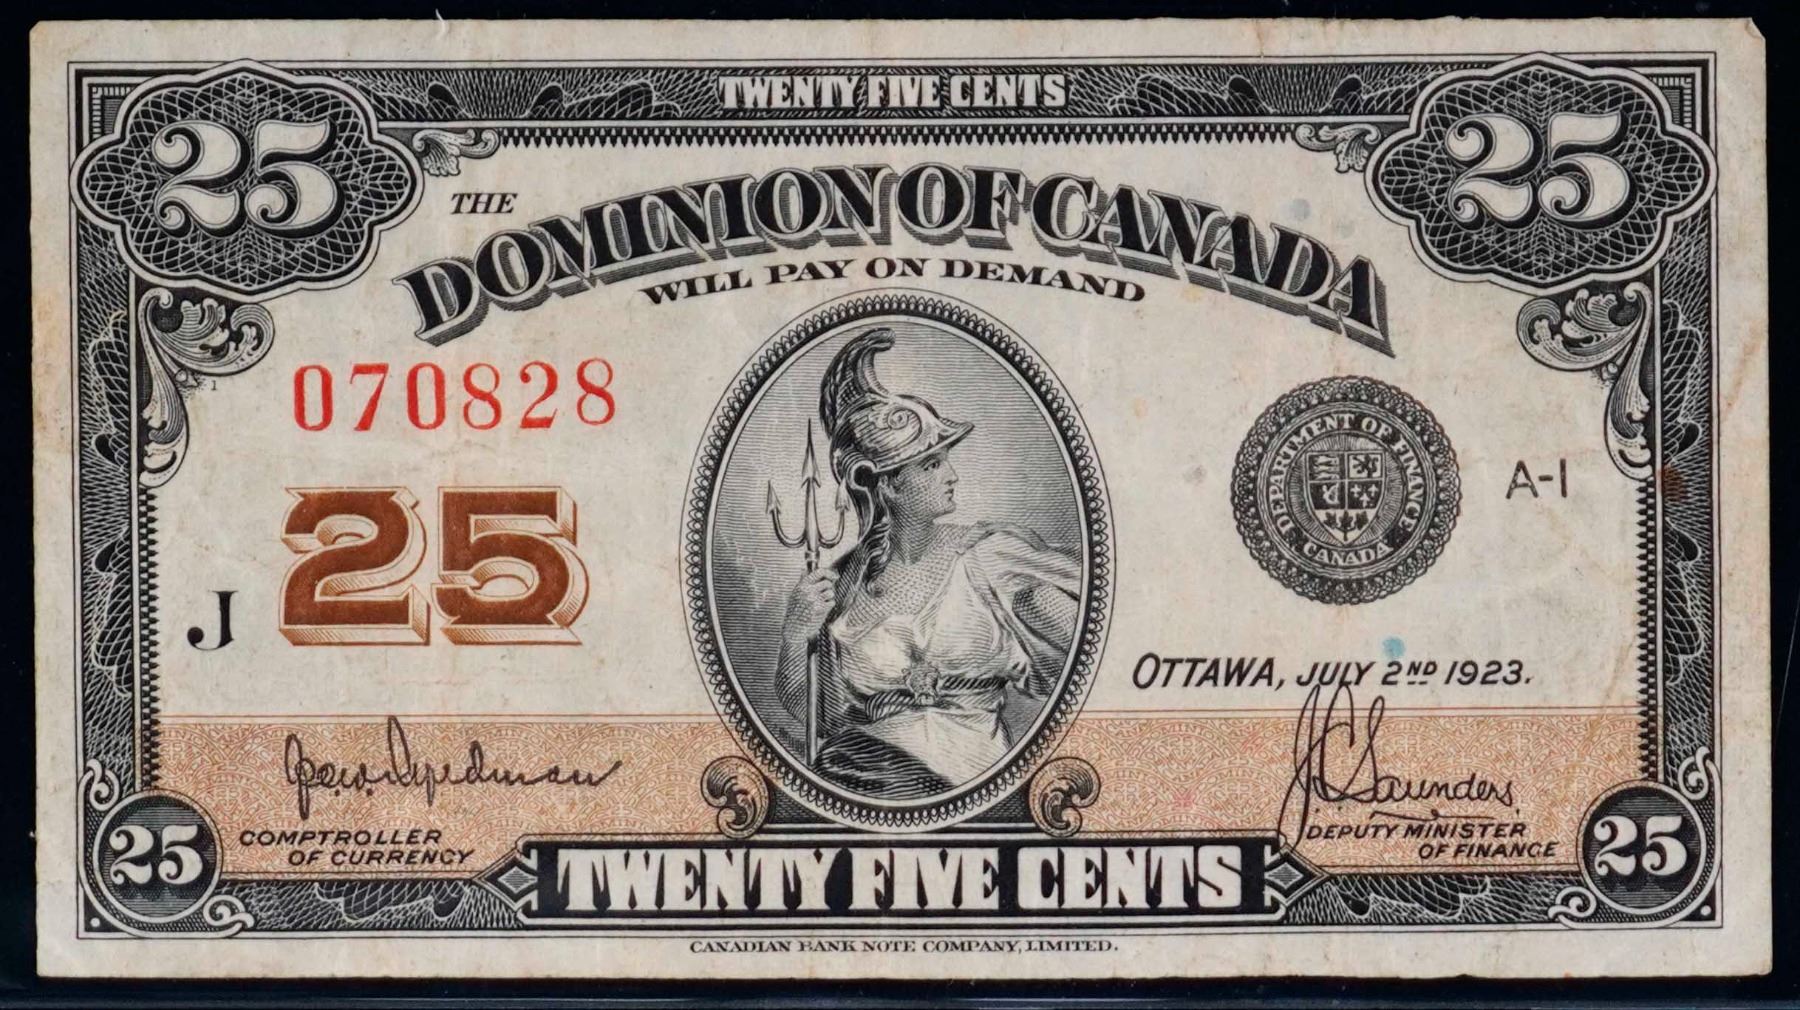 TWENTY FIVE CENTS
25 25
THE
DOMINION OF CANADA
WILL PAY ON DEMAND
070828
1
DEPARTMENT OF FINANCE
CANADA
A-1
25
J
OTTAWA, JULY 2ND 1923.
J. C. Saunders
COMPTROLLER
OF CURRENCY
DEPUTY MINISTER
OF FINANCE
25 TWENTY FIVE CENTS 25
CANADIAN BANK NOTE COMPANY, LIMITED.